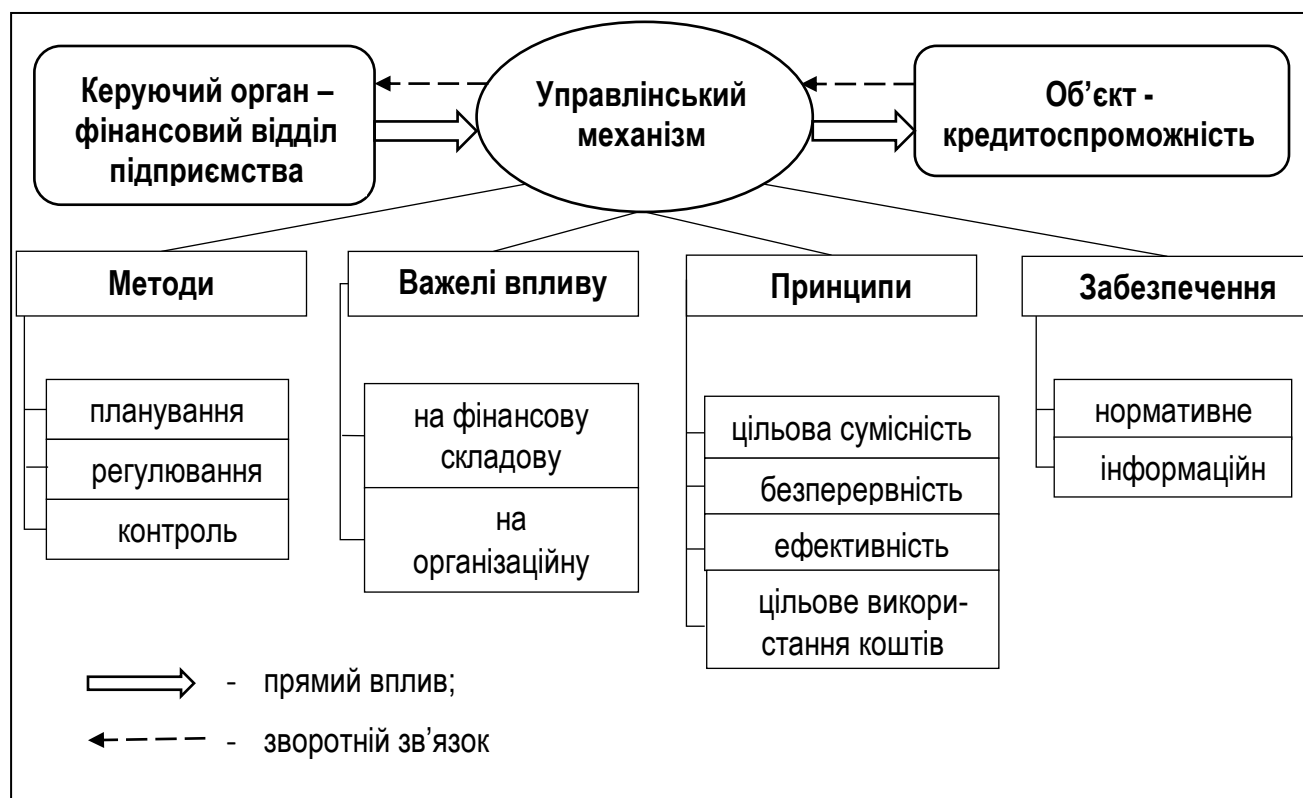 Керуючий орган –
фінансовий відділ
підприємства
Управлінський
механізм
Об’єкт -
кредитоспроможність
Методи
планування
регулювання
контроль
Важелі впливу
на фінансову
складову
на
організаційну
Принципи
цільова сумісність
безперервність
ефективність
цільове викори-
стання коштів
Забезпечення
нормативне
інформаційн
- прямий вплив;
- зворотній зв’язок